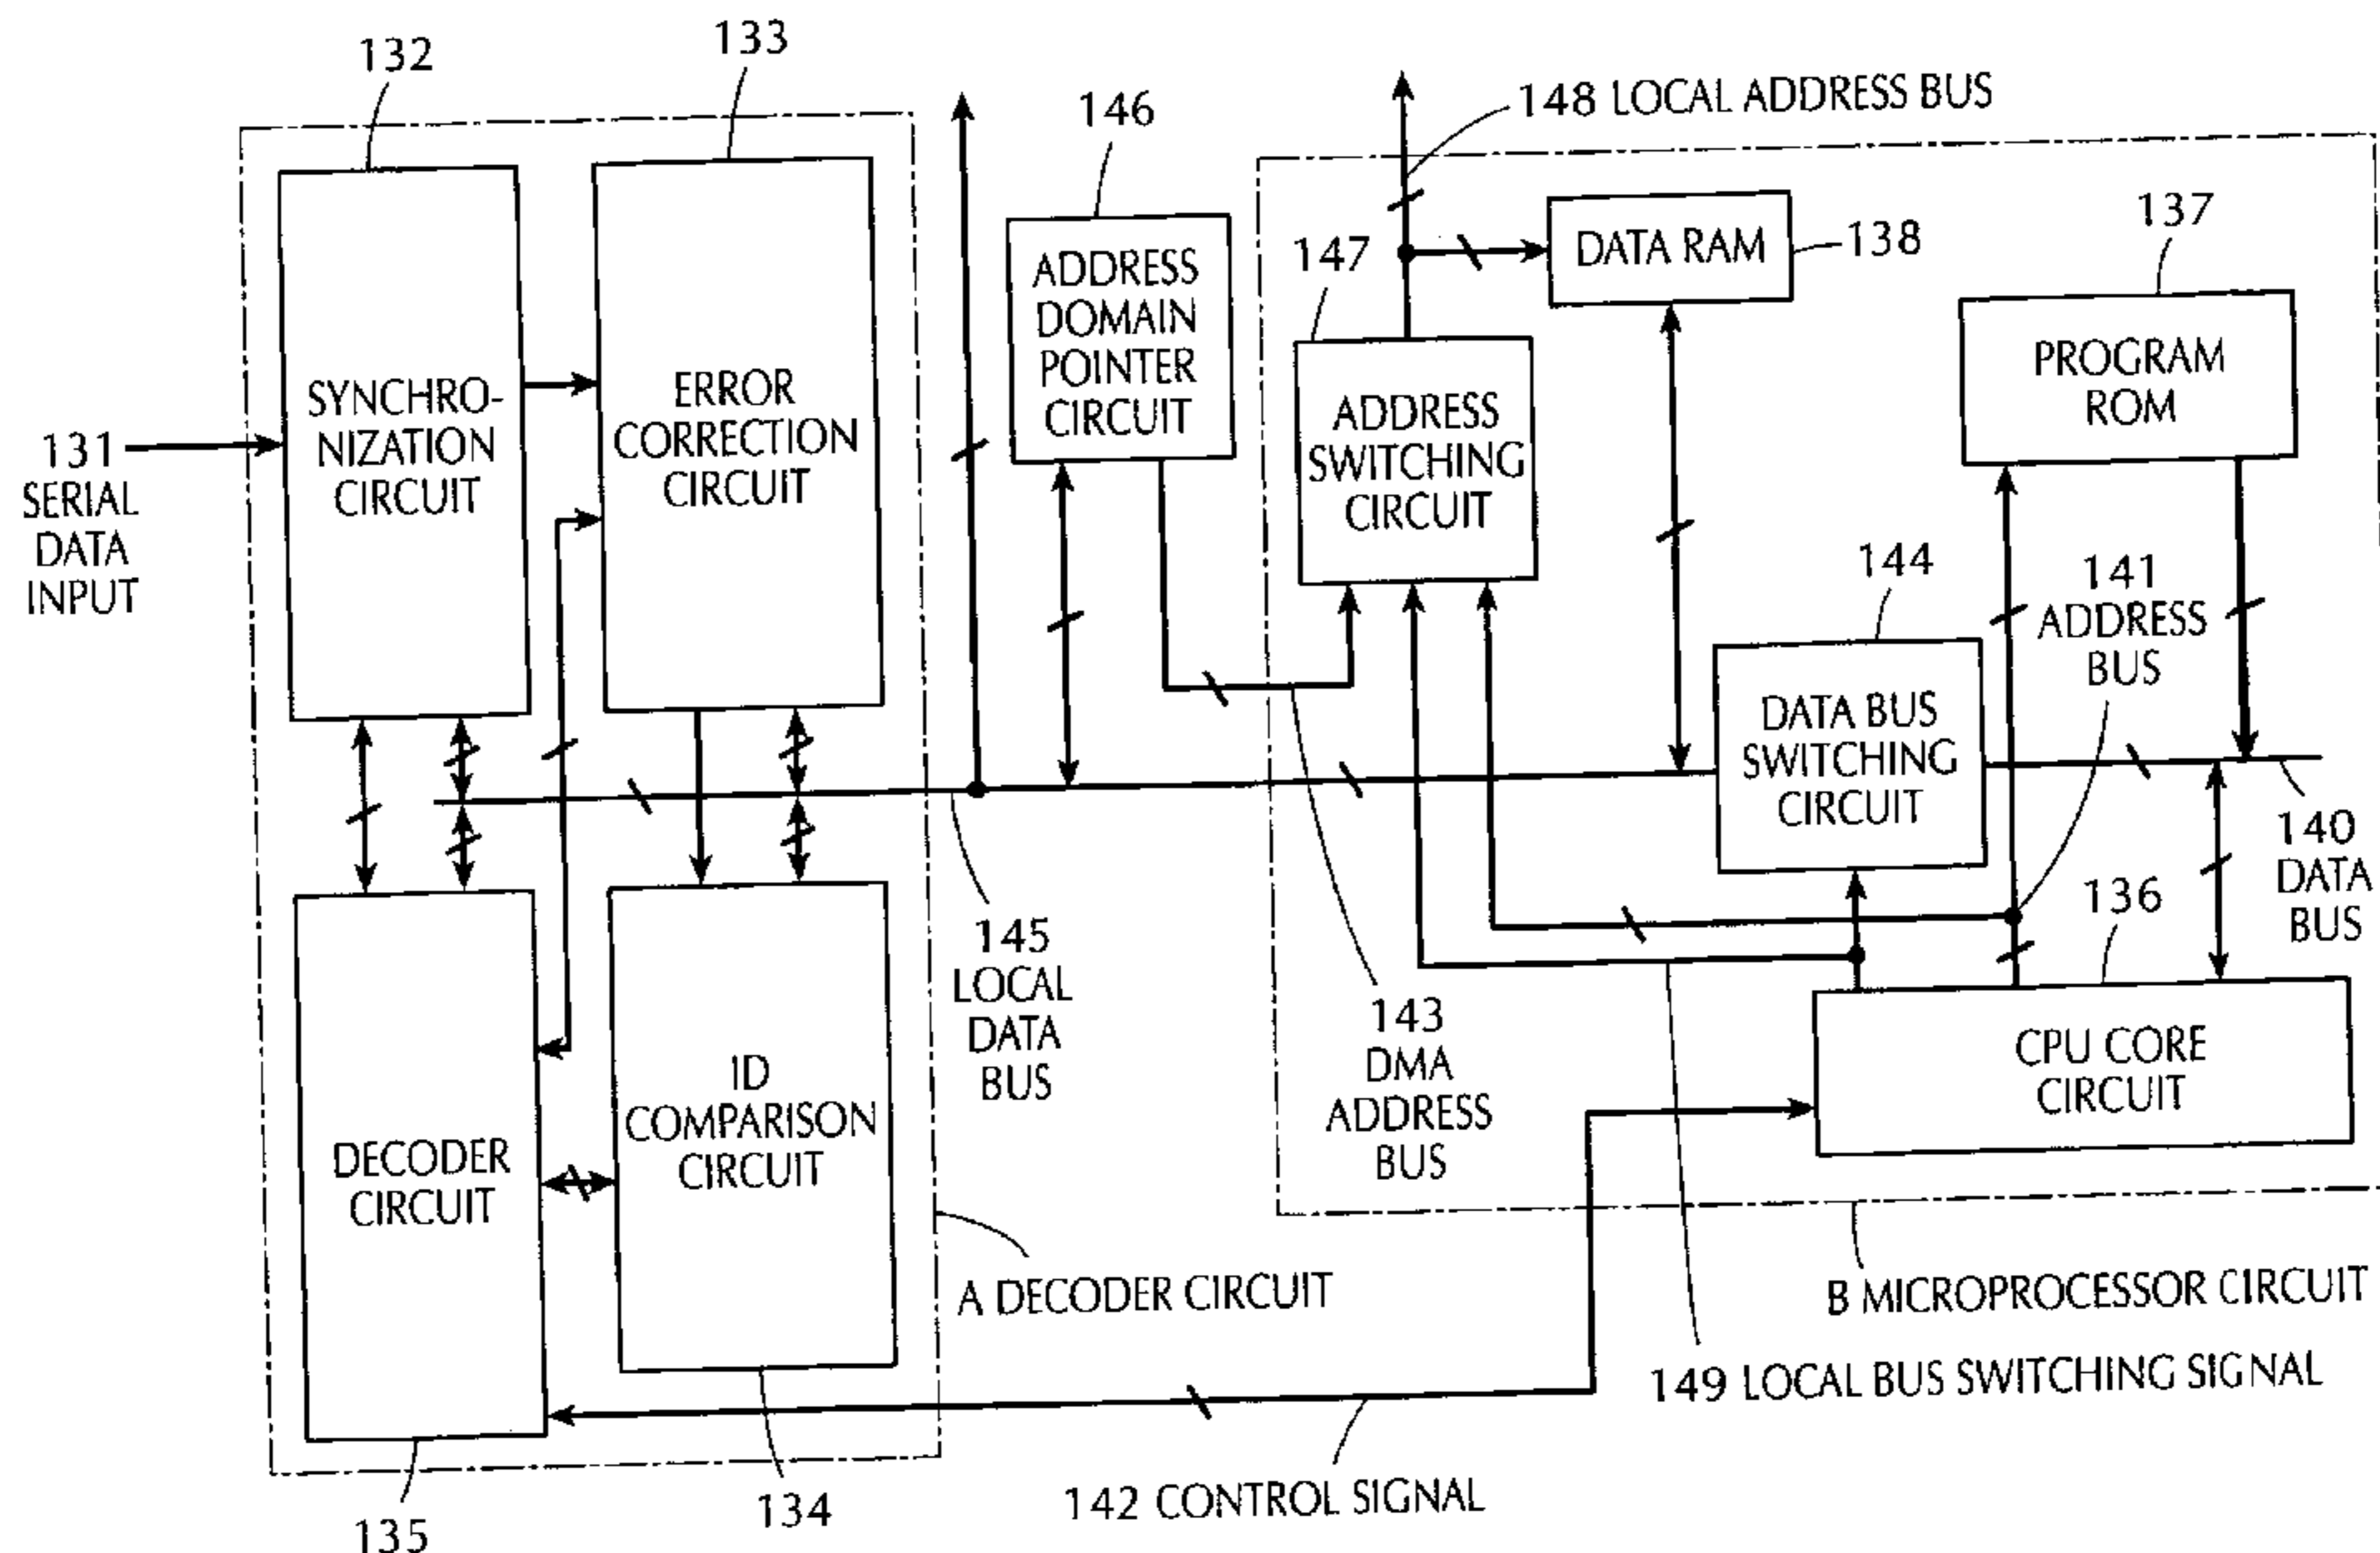 132
133
146
148 LOCAL ADDRESS BUS
147
DATA RAM
138
137
SYNCHRO-
NIZATION
CIRCUIT
ERROR
CORRECTION
CIRCUIT
ADDRESS
DOMAIN
POINTER
CIRCUIT
ADDRESS
SWITCHING
CIRCUIT
PROGRAM
ROM
131
SERIAL
DATA
INPUT
144
141
ADDRESS
BUS
DATA BUS
SWITCHING
CIRCUIT
140
DATA
BUS
136
145
LOCAL
DATA
BUS
143
DMA
ADDRESS
BUS
CPU CORE
CIRCUIT
DECODER
CIRCUIT
ID
COMPARISON
CIRCUIT
A DECODER CIRCUIT
B MICROPROCESSOR CIRCUIT
149 LOCAL BUS SWITCHING SIGNAL
142 CONTROL SIGNAL
134
135